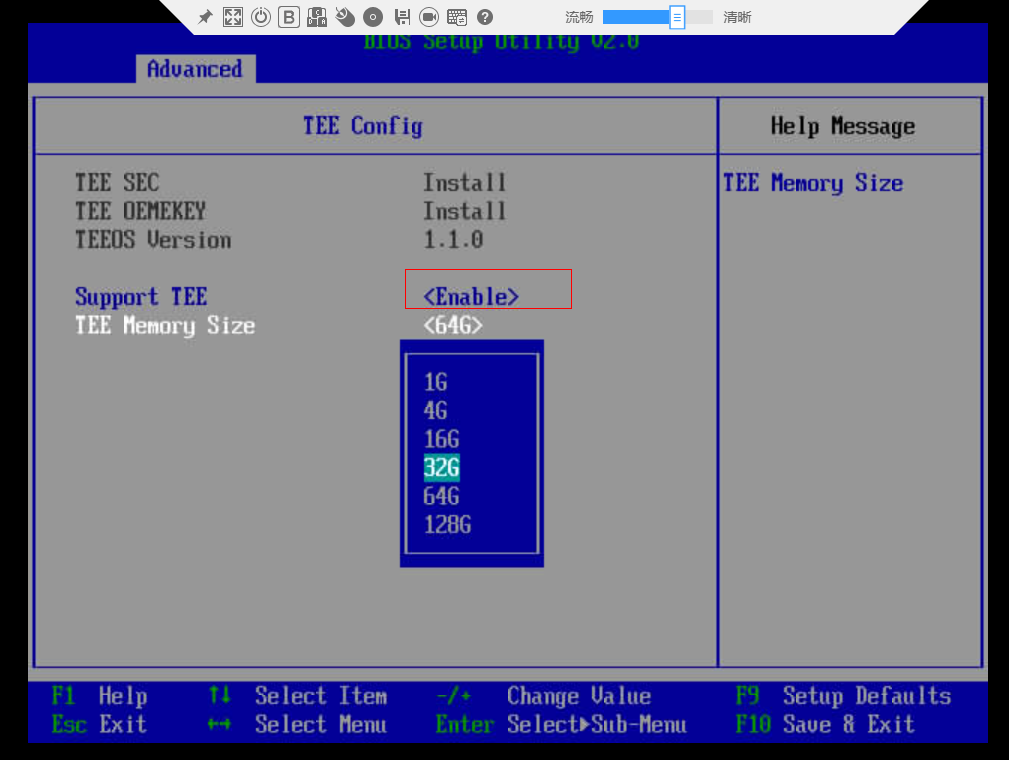 流畅 清晰
BIOS Setup Utility V2.0
Advanced
TEE Config
Help Message
TEE SEC Install
TEE OEMEKEY Install
TEEOS Version 1.1.0
Support TEE <Enable>
TEE Memory Size <64G>
1G
4G
16G
32G
64G
128G
TEE Memory Size
F1 Help ↑↓ Select Item -/+ Change Value F9 Setup Defaults
Esc Exit ←→ Select Menu Enter Select▶Sub-Menu F10 Save & Exit